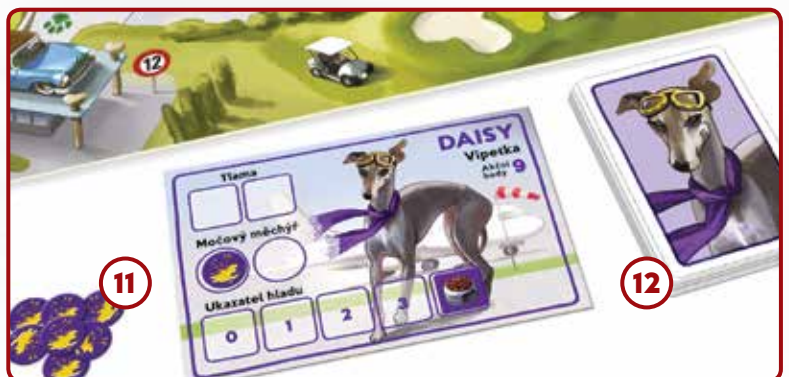 12
DAISY
Vipetka
Akční
body 9
Tlama
Močový měchýř
Ukazatel hladu
0 1 2 3
11
12